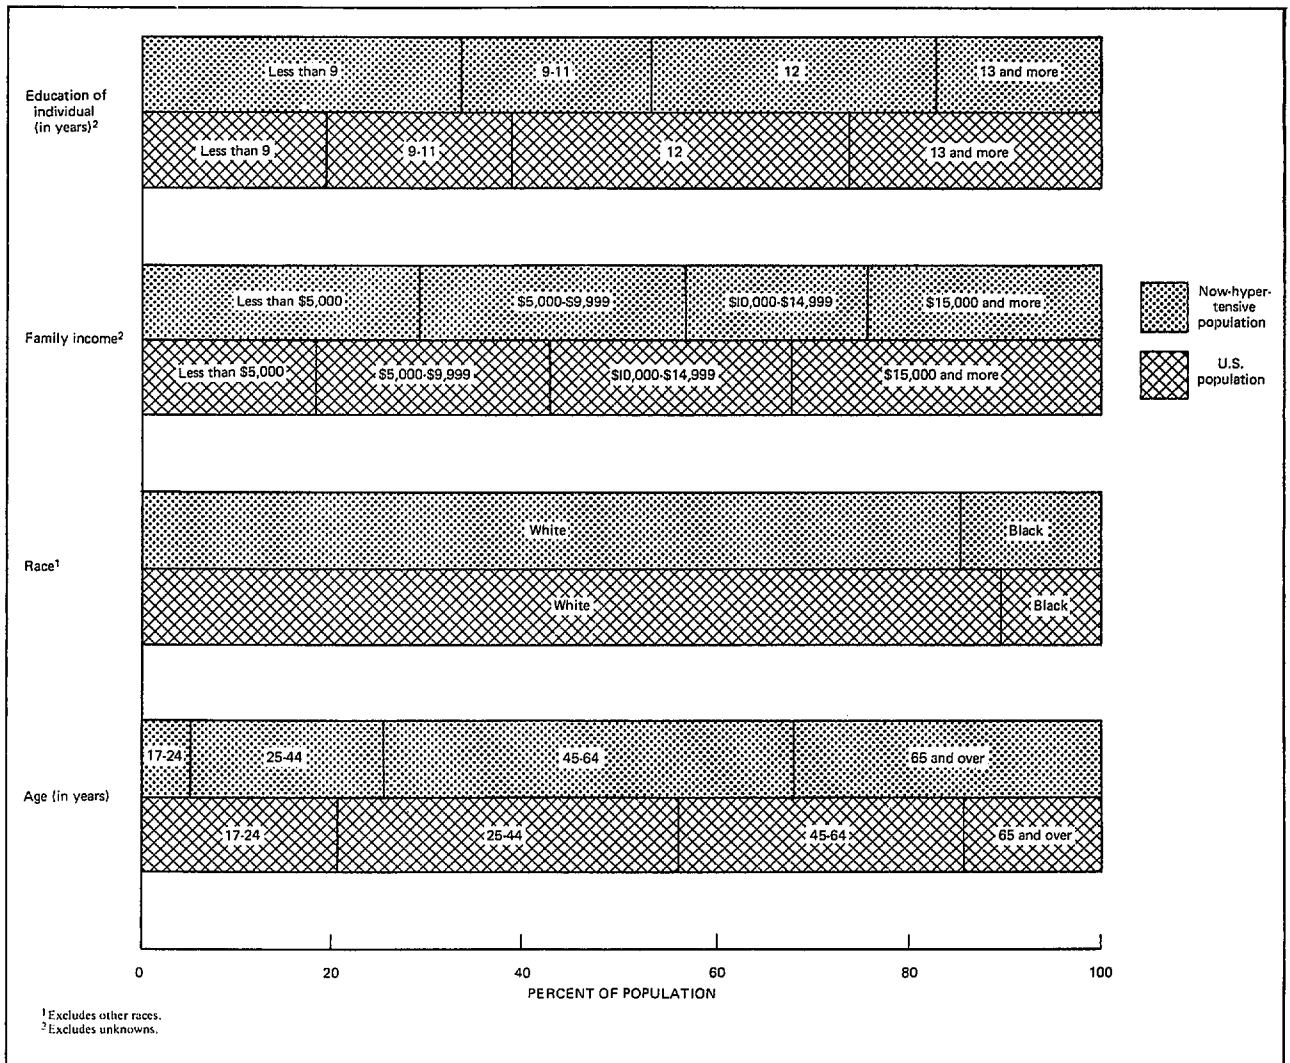 Education of
individual
(in years)2
Less than 9
9-11
12
13 and more
Less than 9
9-11
12
13 and more
Family income2
Less than $5,000
$5,000-$9,999
$10,000-$14,999
$15,000 and more
Less than $5,000
$5,000-$9,999
$10,000-$14,999
$15,000 and more
Now-hyper-
tensive
population
U.S.
population
Race1
White
Black
White
Black
Age (in years)
17-24
25-44
45-64
65 and over
17-24
25-44
45-64
65 and over
0
20
40
60
80
100
PERCENT OF POPULATION
1Excludes other races.
2Excludes unknowns.